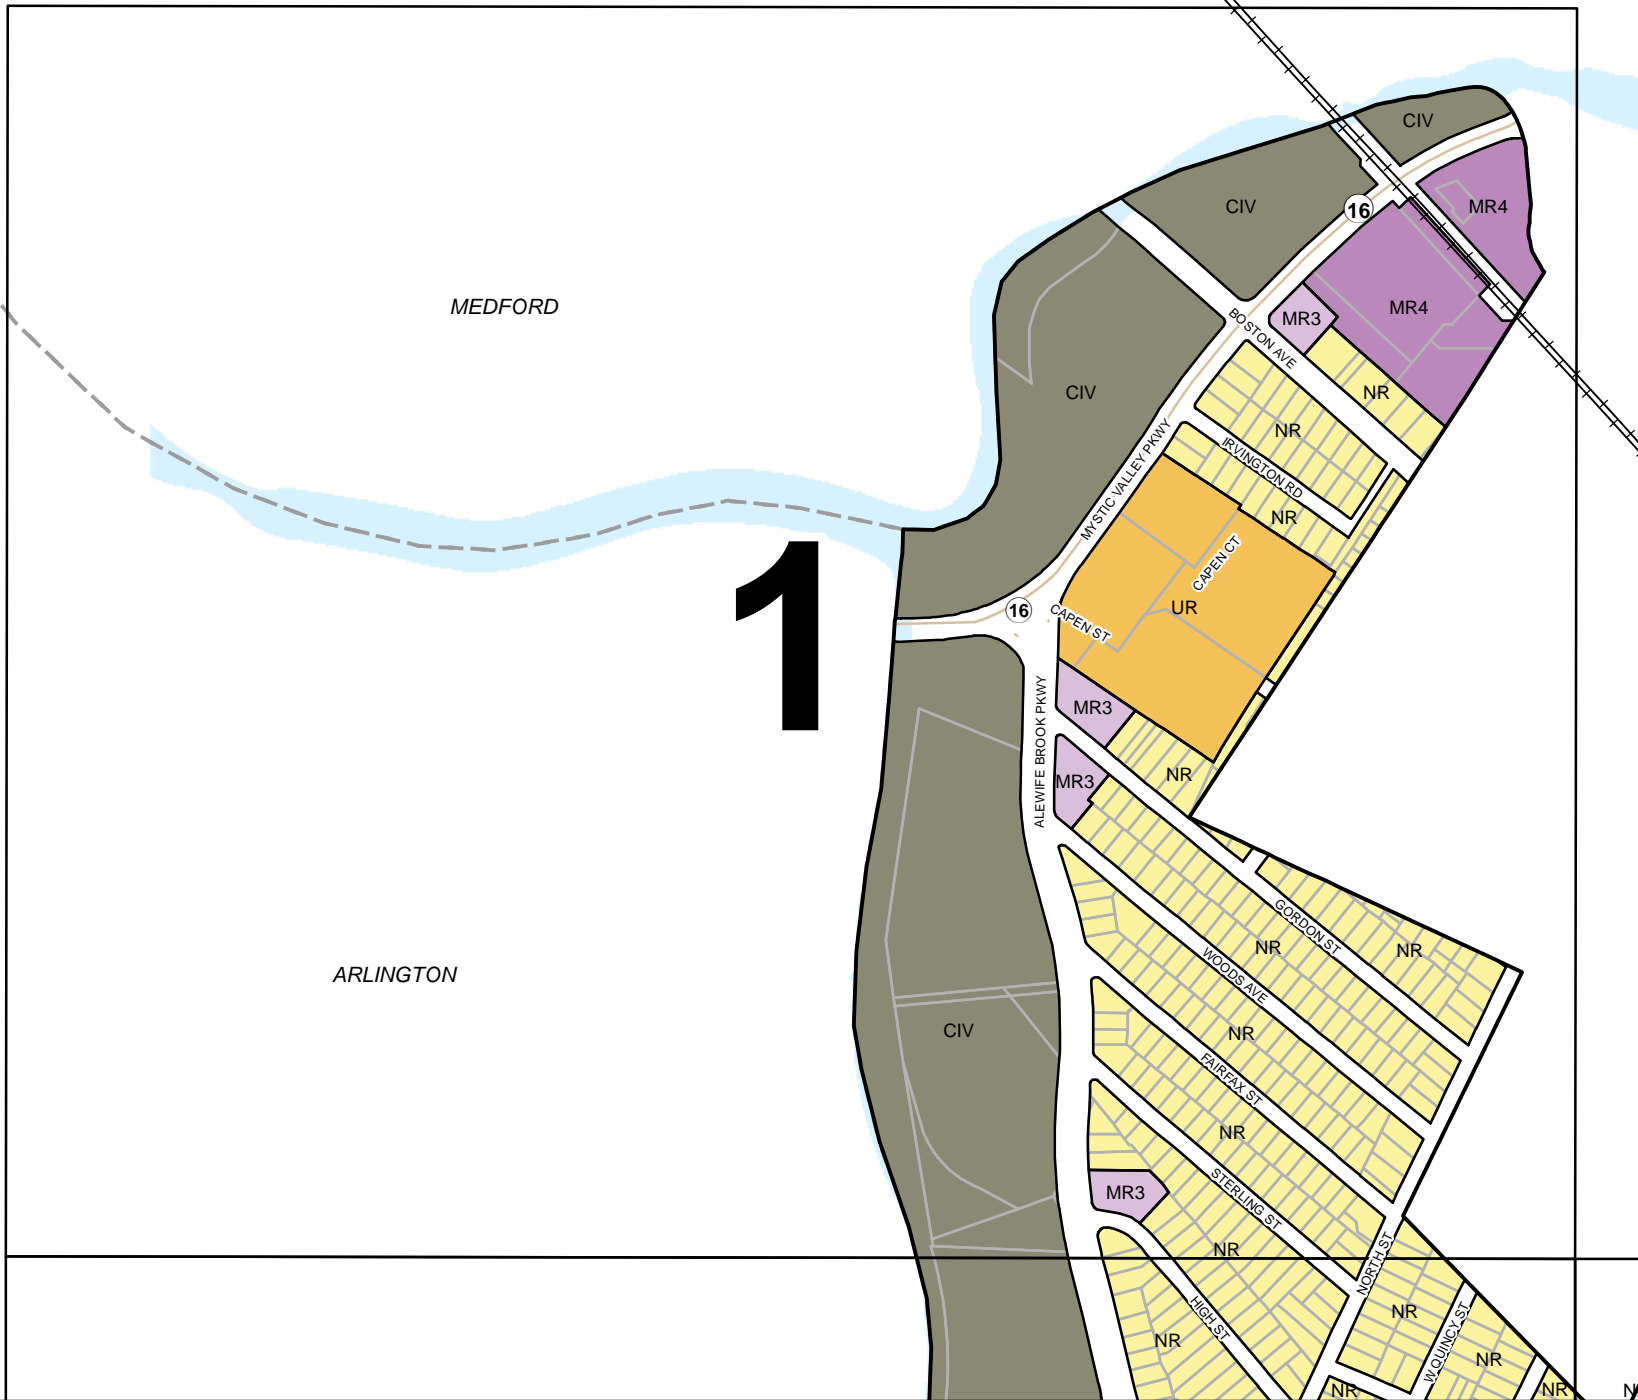 CIV
CIV
16
MR4
MEDFORD
MR4
MR3
BOSTON AVE
CIV
NR
NR
IRVINGTON RD
MYSTIC VALLEY PKWY
NR
1
CAPEN CT
16
UR
CAPEN ST
MR3
ALEWIFE BROOK PKWY
NR
MR3
GORDON ST
NR
NR
WOODS AVE
ARLINGTON
CIV
NR
FAIRFAX ST
NR
MR3
STERLING ST
NR
NORTH ST
NR
HIGH ST
NR
W QUINCY ST
NR
NR
NR